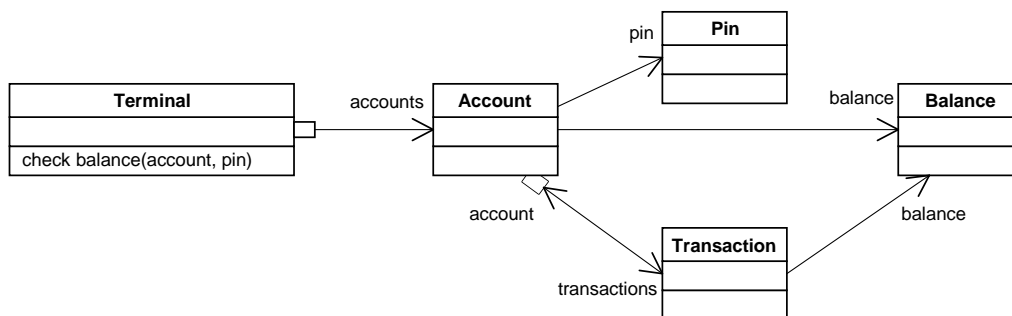 pin
Pin
Terminal
accounts
Account
balance
Balance
check balance(account, pin)
account
balance
Transaction
transactions